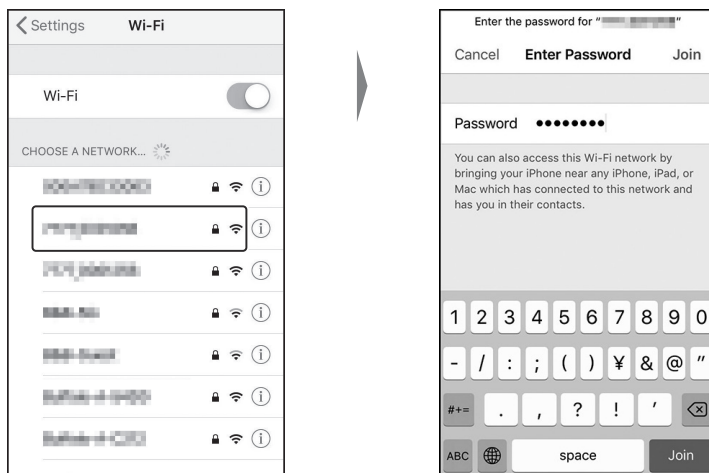 Settings Wi-Fi
Wi-Fi
CHOOSE A NETWORK...
Enter the password for “ ”
Cancel Enter Password Join
Password ••••••••
You can also access this Wi-Fi network by
bringing your iPhone near any iPhone, iPad, or
Mac which has connected to this network and
has you in their contacts.
1 2 3 4 5 6 7 8 9 0
- / : ; ( ) ¥ & @ "
#+= . , ? ! '
ABC space Join